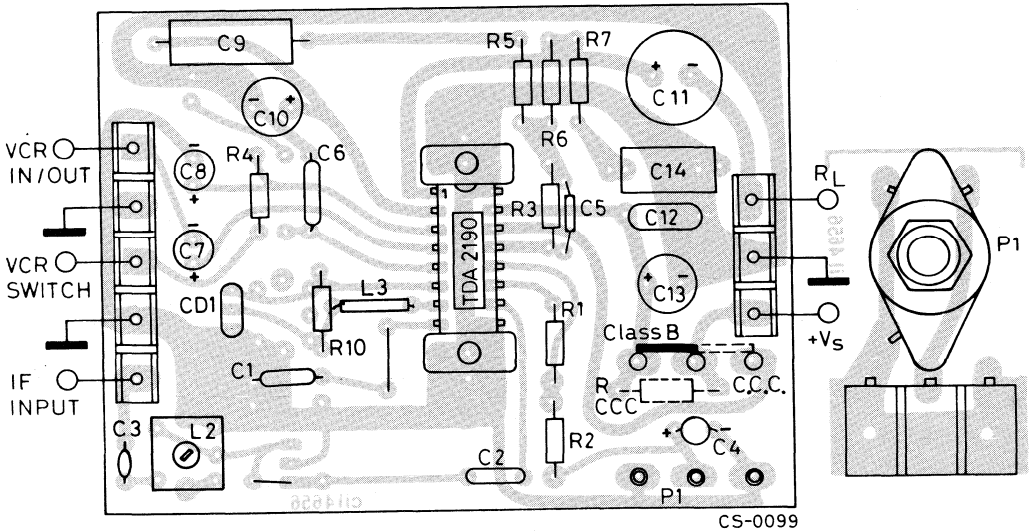 C9
R5
R7
+ -
C11
- +
C10
R6
VCR
IN/OUT
-
C8
+
R4
C6
C14
RL
1
R3
C5
C12
P1
VCR
SWITCH
-
C7
+
TDA 2190
+ -
C13
CD1
L3
R1
Class B
+Vs
R10
IF
INPUT
C1
R
CCC
C.C.C.
C3
L2
R2
+ -
C4
C2
P1
CS-0099